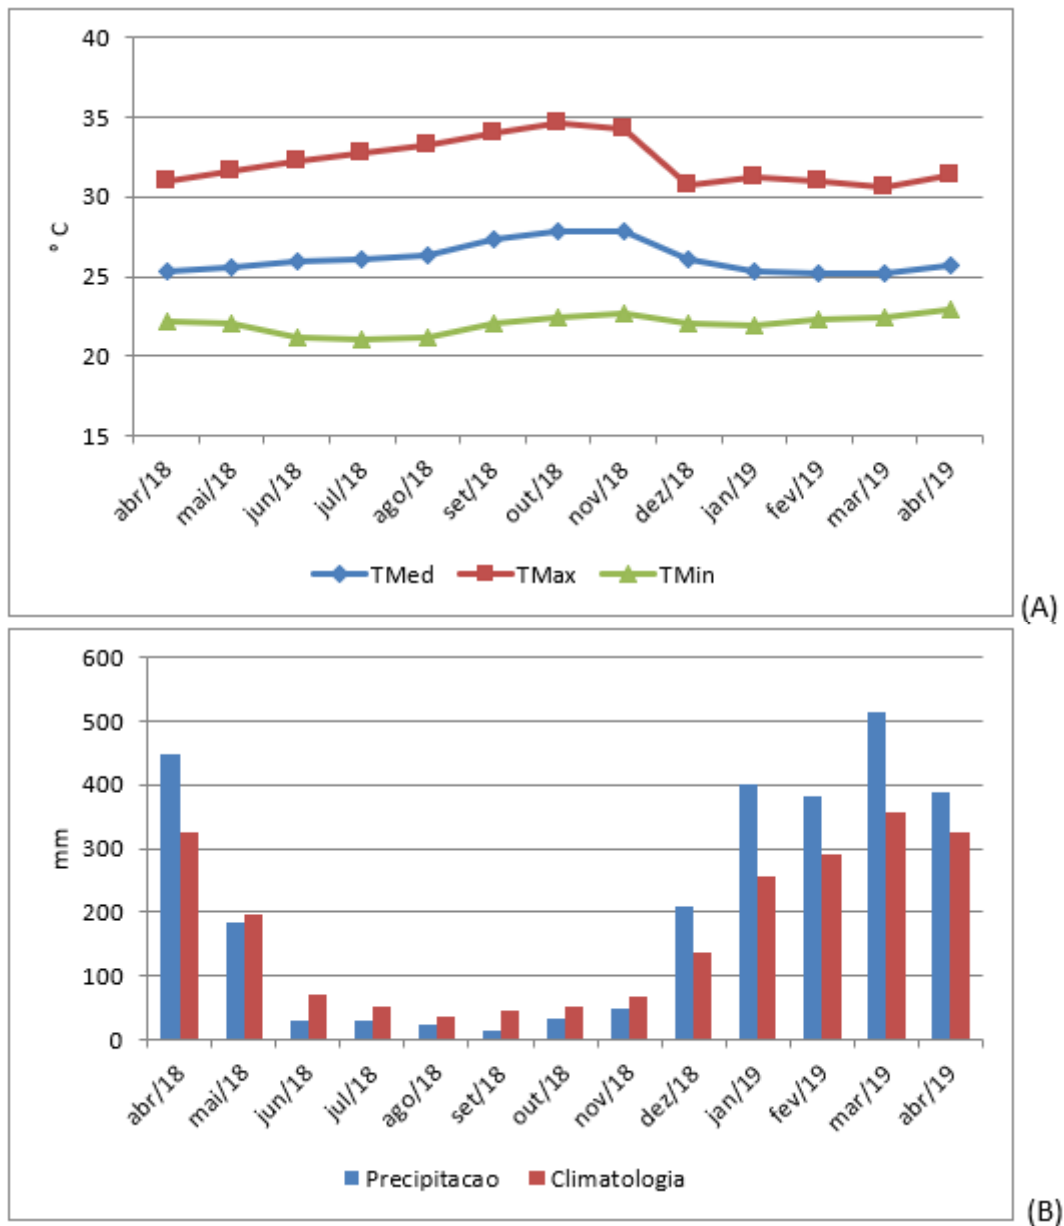 40
35
30
25
20
15
° C
abr/18 mai/18 jun/18 jul/18 ago/18 set/18 out/18 nov/18 dez/18 jan/19 fev/19 mar/19 abr/19
TMed TMax TMin
(A)
600
500
400
300
200
100
0
mm
abr/18 mai/18 jun/18 jul/18 ago/18 set/18 out/18 nov/18 dez/18 jan/19 fev/19 mar/19 abr/19
Precipitacao Climatologia
(B)